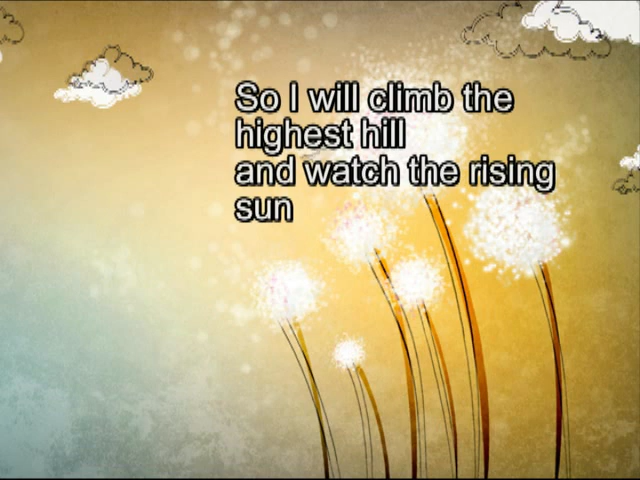 So I will climb the
highest hill
and watch the rising
sun